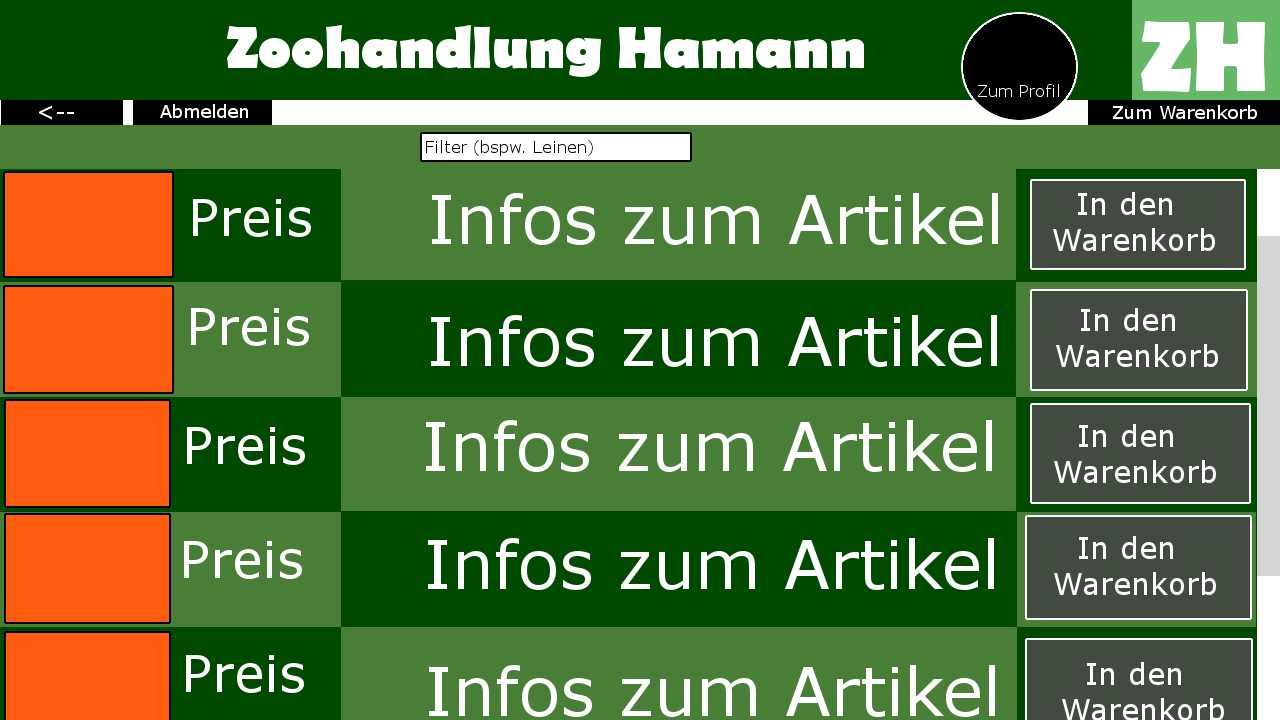 Zoohandlung Hamann
ZH
Zum Profil
<--
Abmelden
Zum Warenkorb
Filter (bspw. Leinen)
Preis
Infos zum Artikel
In den
Warenkorb
Preis
Infos zum Artikel
In den
Warenkorb
Preis
Infos zum Artikel
In den
Warenkorb
Preis
Infos zum Artikel
In den
Warenkorb
Preis
Infos zum Artikel
In den
Warenkorb